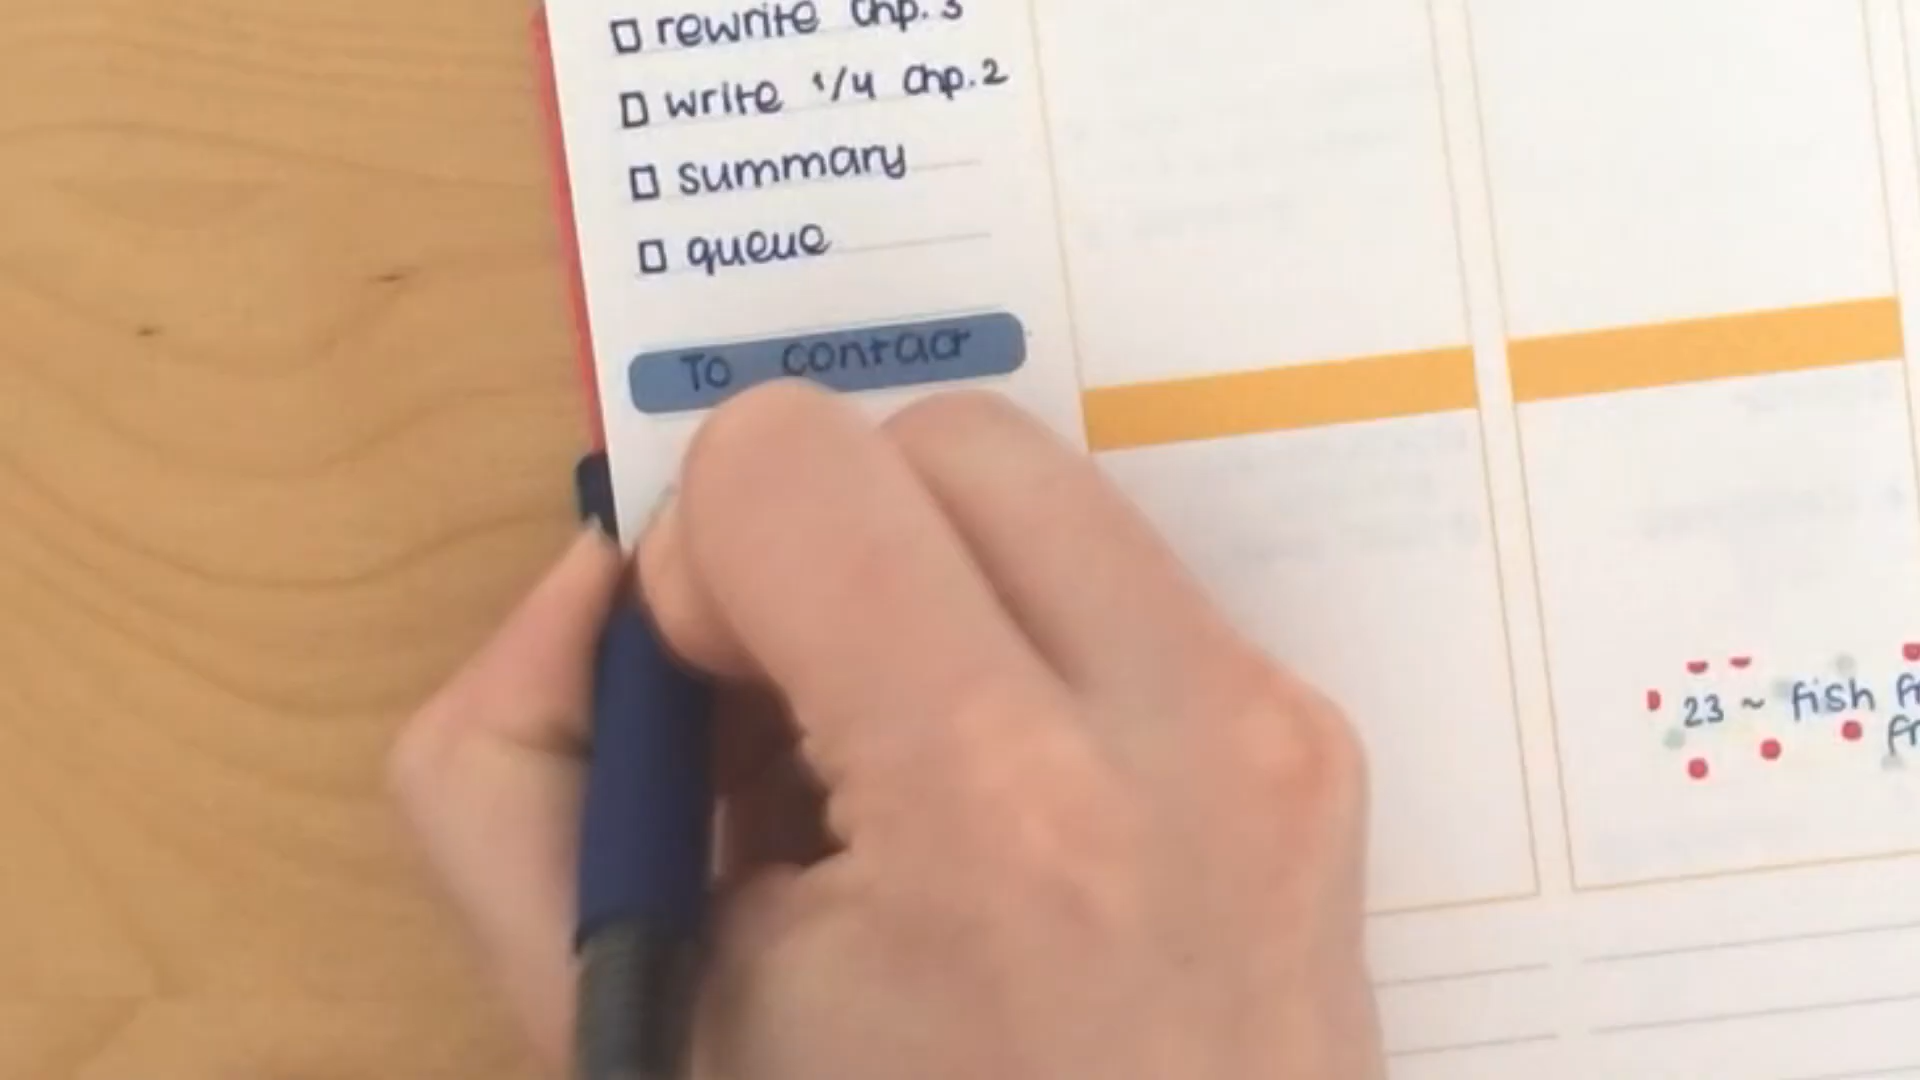 rewrite Chp. 3
write 1/4 Chp. 2
summary
queue
To contact
23 ~ fish